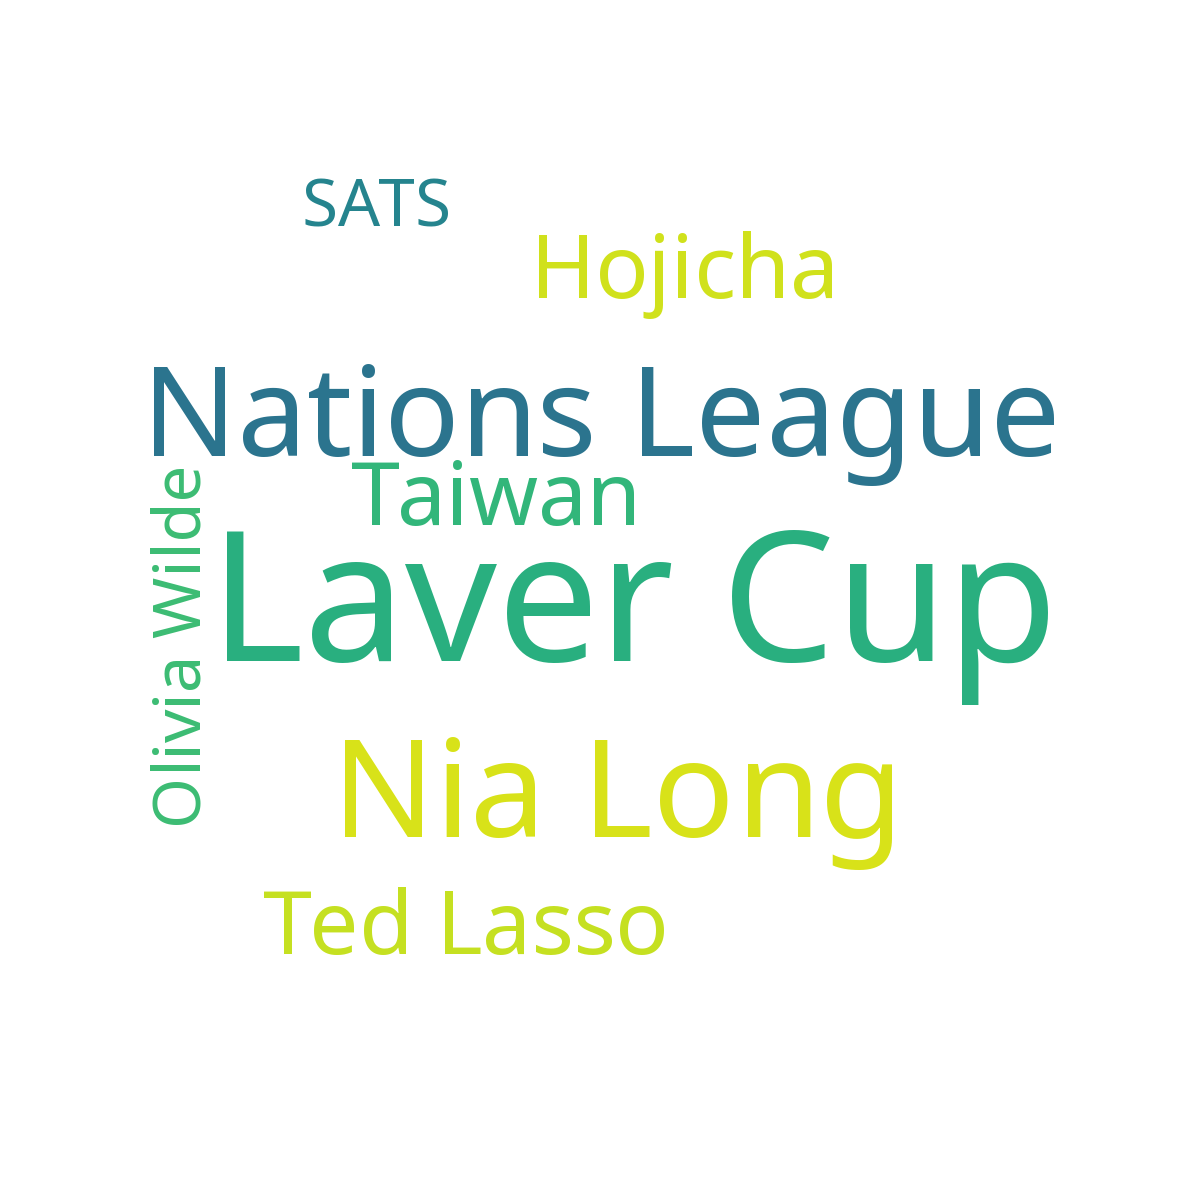 SATS
Hojicha
Nations League
Taiwan
Olivia Wilde
Laver Cup
Nia Long
Ted Lasso